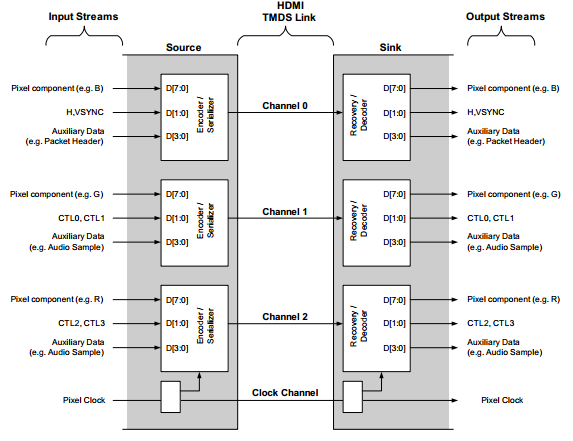 HDMI
Input Streams TMDS Link Output Streams
Source Sink
Pixel component (e.g. B) D[7:0] D[7:0] Pixel component (e.g. B)
H,VSYNC D[1:0] Encoder / Serializer Channel 0 Recovery / Decoder D[1:0] H,VSYNC
Auxiliary Data D[3:0] D[3:0] Auxiliary Data
(e.g. Packet Header) (e.g. Packet Header)
Pixel component (e.g. G) D[7:0] D[7:0] Pixel component (e.g. G)
CTL0, CTL1 D[1:0] Encoder / Serializer Channel 1 Recovery / Decoder D[1:0] CTL0, CTL1
Auxiliary Data D[3:0] D[3:0] Auxiliary Data
(e.g. Audio Sample) (e.g. Audio Sample)
Pixel component (e.g. R) D[7:0] D[7:0] Pixel component (e.g. R)
CTL2, CTL3 D[1:0] Encoder / Serializer Channel 2 Recovery / Decoder D[1:0] CTL2, CTL3
Auxiliary Data D[3:0] D[3:0] Auxiliary Data
(e.g. Audio Sample) (e.g. Audio Sample)
Pixel Clock Clock Channel Pixel Clock